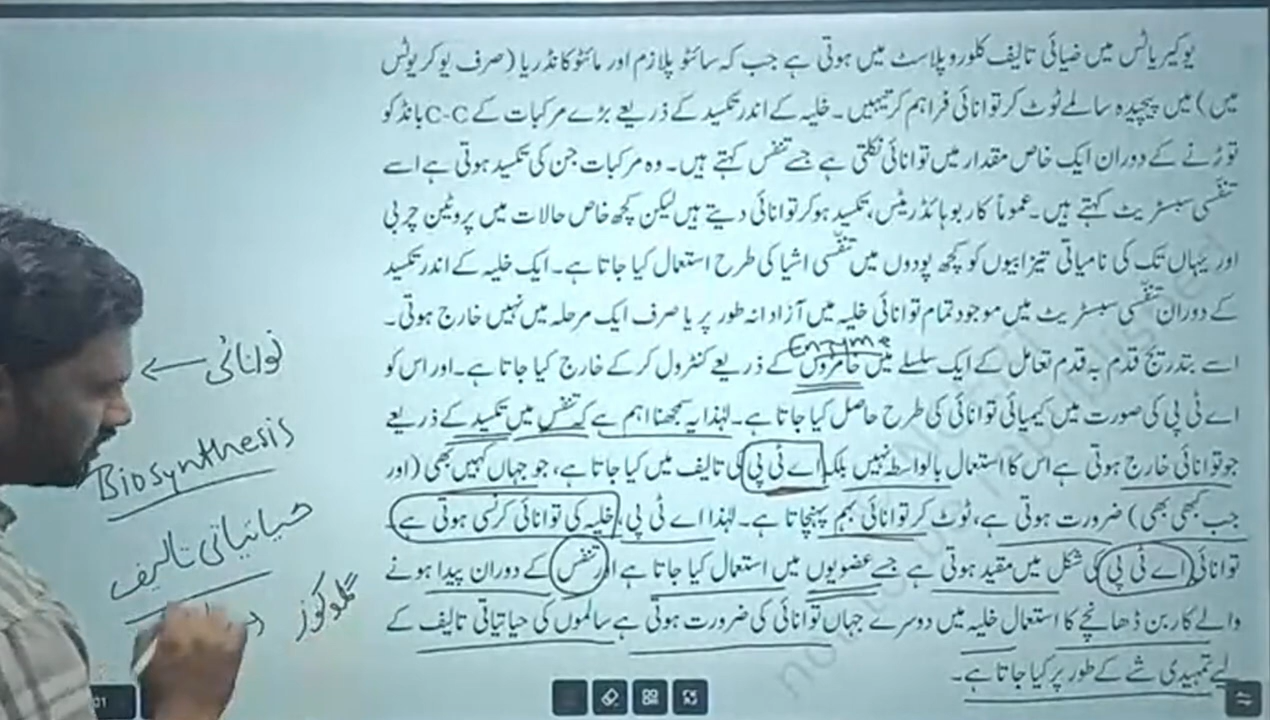 یوکیریاٹس میں ضیائی تالیف کلوروپلاسٹ میں ہوتی ہے جب کہ سائٹوپلازم اور مائٹوکانڈریا (صرف یوکریوٹس
میں) میں پیچیدہ سالمے ٹوٹ کر توانائی فراہم کرتیہیں۔ خلیہ کے اندر تکسید کے ذریعے بڑے مرکبات کے C-C بانڈ کو
توڑنے کے دوران ایک خاص مقدار میں توانائی نکلتی ہے جسے تنفس کہتے ہیں۔ وہ مرکبات جن کی تکسید ہوتی ہے اسے
تنفّسی سبسٹریٹ کہتے ہیں۔ عموماً کاربوہائڈریٹس، تکسید ہوکر توانائی دیتے ہیں لیکن کچھ خاص حالات میں پروٹین چربی
اور یہاں تک کی نامیاتی تیزابیوں کو کچھ پودوں میں تنفّسی اشیا کی طرح استعمال کیا جاتا ہے۔ ایک خلیہ کے اندر تکسید
کے دوران تنفّسی سبسٹریٹ میں موجود تمام توانائی خلیہ میں آزادانہ طور پر یا صرف ایک مرحلہ میں نہیں خارج ہوتی۔
Enzyme
اسے بتدریج قدم بہ قدم تعامل کے ایک سلسلے میں خامروں کے ذریعے کنٹرول کرکے خارج کیا جاتا ہے۔ اور اس کو
اے ٹی پی کی صورت میں کیمیائی توانائی کی طرح حاصل کیا جاتا ہے۔ لہٰذا یہ سمجھنا اہم ہے کہ تنفس میں تکسید کے ذریعے
جو توانائی خارج ہوتی ہے اس کا استعمال بالواسطہ نہیں بلکہ اے ٹی پی کی تالیف میں کیا جاتا ہے، جو جہاں کہیں بھی (اور
جب کبھی بھی) ضرورت ہوتی ہے، ٹوٹ کر توانائی بہم پہنچاتا ہے۔ لہٰذا اے ٹی پی، خلیہ کی توانائی کرنسی ہوتی ہے۔
توانائی اے ٹی پی کی شکل میں مقید ہوتی ہے جسے عضویوں میں استعمال کیا جاتا ہے اور تنفس کے دوران پیدا ہونے
والے کاربن ڈھانچے کا استعمال خلیہ میں دوسرے جہاں توانائی کی ضرورت ہوتی ہے سالموں کی حیاتیاتی تالیف کے
لیے تمہیدی شے کے طور پر کیا جاتا ہے۔
توانائی
Biosynthesis
حیاتیاتی تالیف
گلوکوز